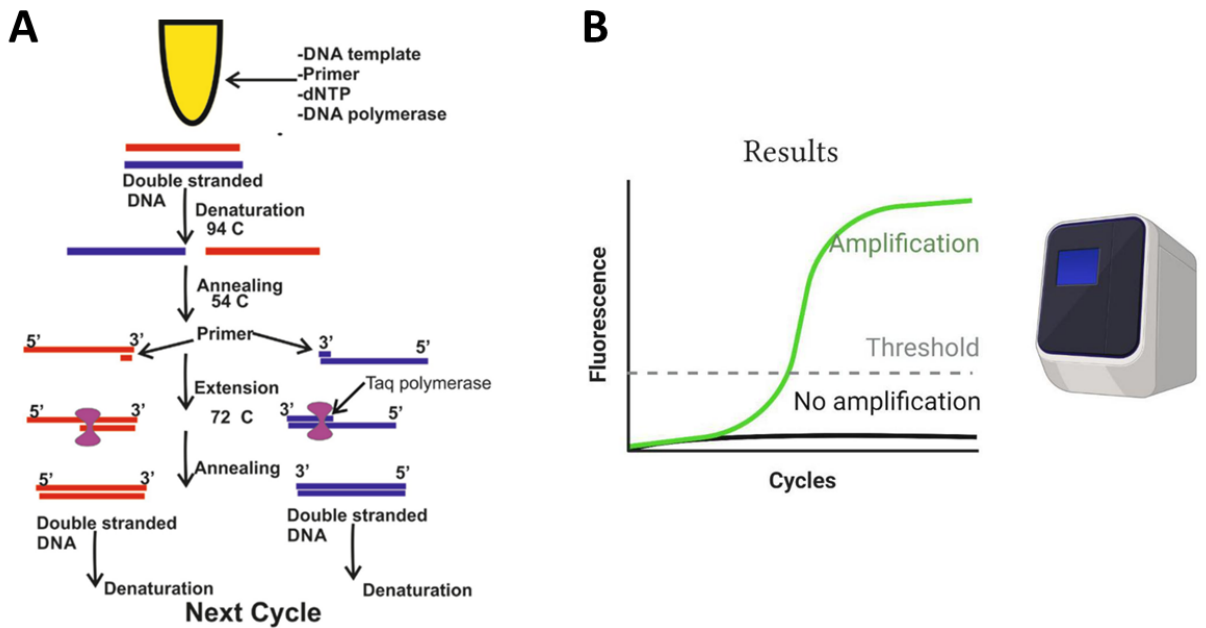 A
-DNA template
-Primer
-dNTP
-DNA polymerase
Double stranded
DNA
Denaturation
94 C
Annealing
54 C
5’
3’
Primer
5’
Extension
72 C
Taq polymerase
5’
3’
3’
5’
Annealing
5’
3’
3’
5’
Double stranded
DNA
Double stranded
DNA
Denaturation
Denaturation
Next Cycle
B
Results
Fluorescence
Amplification
Threshold
No amplification
Cycles